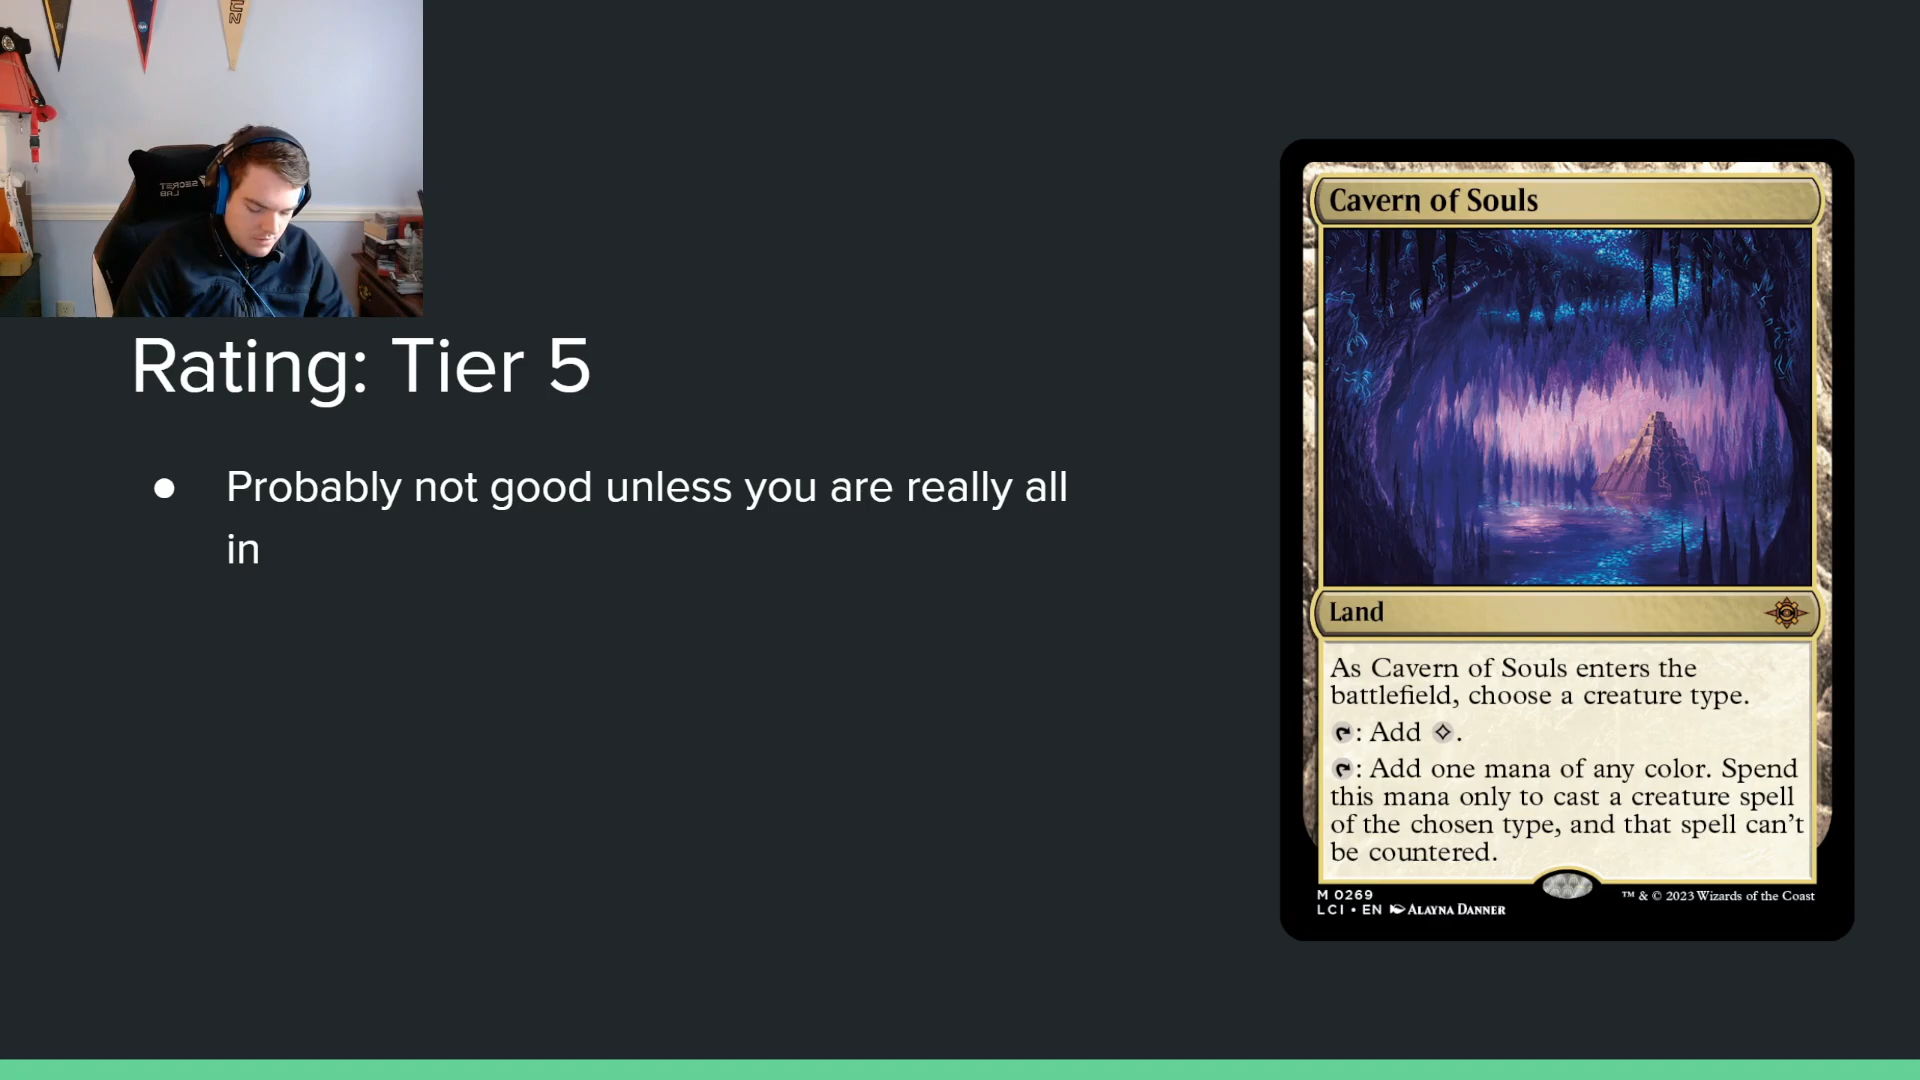 SECRET
LAB
Rating: Tier 5
● Probably not good unless you are really all
in
Cavern of Souls
Land
As Cavern of Souls enters the
battlefield, choose a creature type.
: Add .
: Add one mana of any color. Spend
this mana only to cast a creature spell
of the chosen type, and that spell can't
be countered.
M 0269
LCI • EN ALAYNA DANNER
™ & © 2023 Wizards of the Coast